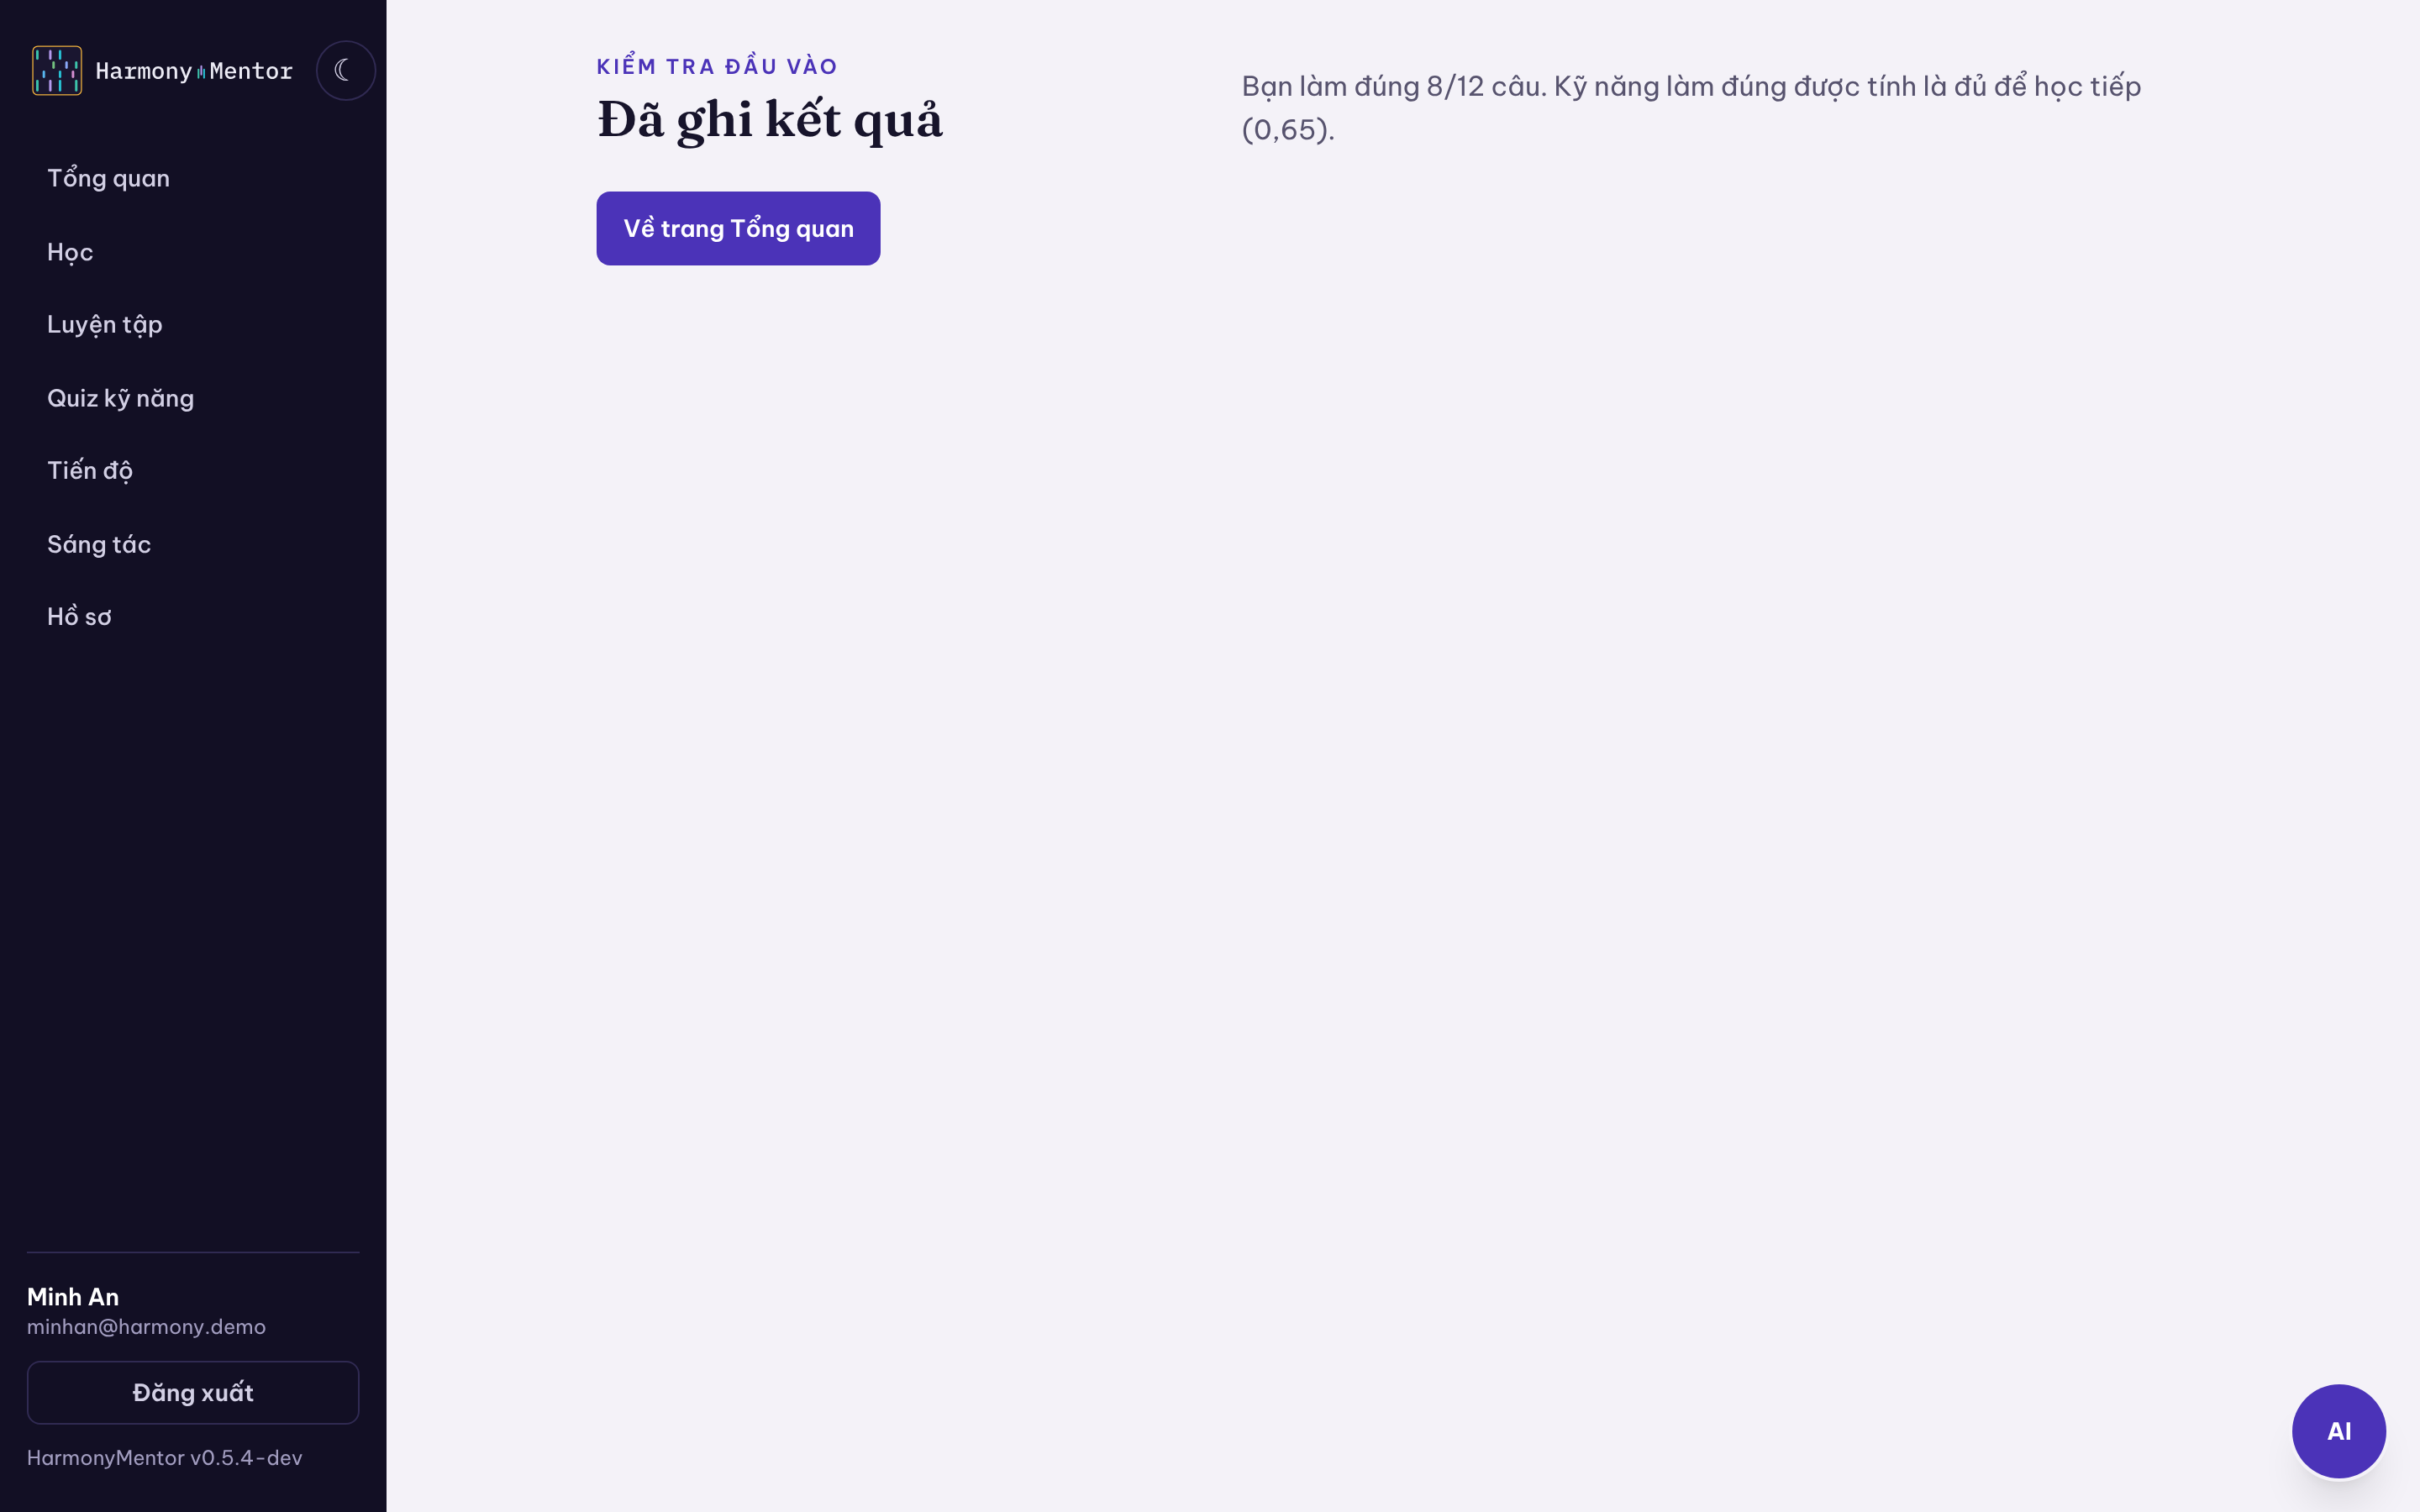 Harmony Mentor
Tổng quan
Học
Luyện tập
Quiz kỹ năng
Tiến độ
Sáng tác
Hồ sơ
Minh An
minhan@harmony.demo
Đăng xuất
HarmonyMentor v0.5.4-dev
KIỂM TRA ĐẦU VÀO
Đã ghi kết quả
Bạn làm đúng 8/12 câu. Kỹ năng làm đúng được tính là đủ để học tiếp
(0,65).
Về trang Tổng quan
AI